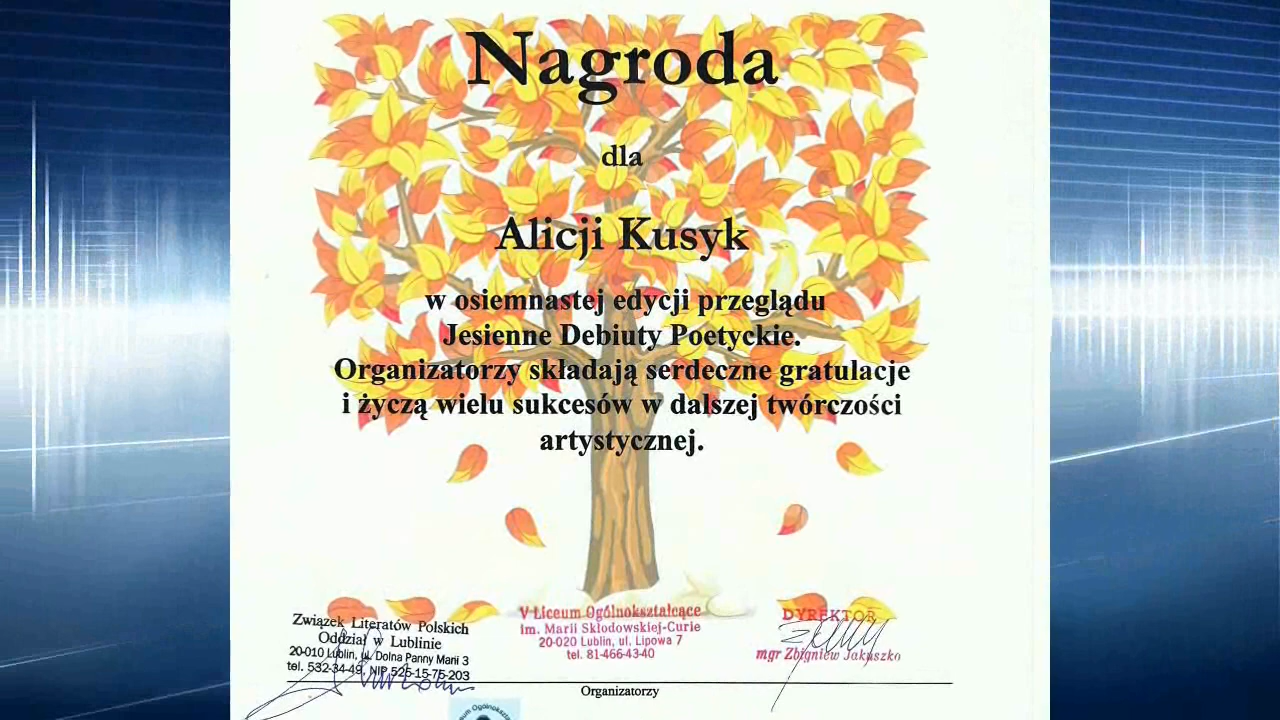 Nagroda
dla
Alicji Kusyk
w osiemnastej edycji przeglądu
Jesienne Debiuty Poetyckie.
Organizatorzy składają serdeczne gratulacje
i życzą wielu sukcesów w dalszej twórczości
artystycznej.
Związek Literatów Polskich
Oddział w Lublinie
20-010 Lublin, ul. Dolna Panny Marii 3
tel. 532-34-49, NIP 525-15-75-203
V Liceum Ogólnokształcące
im. Marii Skłodowskiej-Curie
20-020 Lublin, ul. Lipowa 7
tel. 81-466-43-40
DYREKTOR
mgr Zbigniew Jakuszko
Organizatorzy